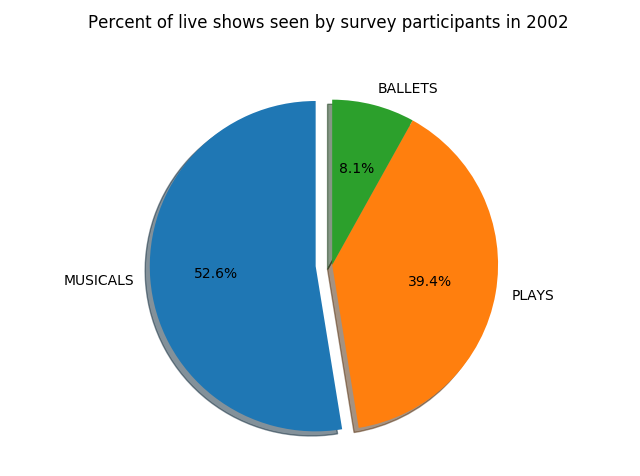 Percent of live shows seen by survey participants in 2002
BALLETS
8.1%
52.6%
MUSICALS
39.4%
PLAYS